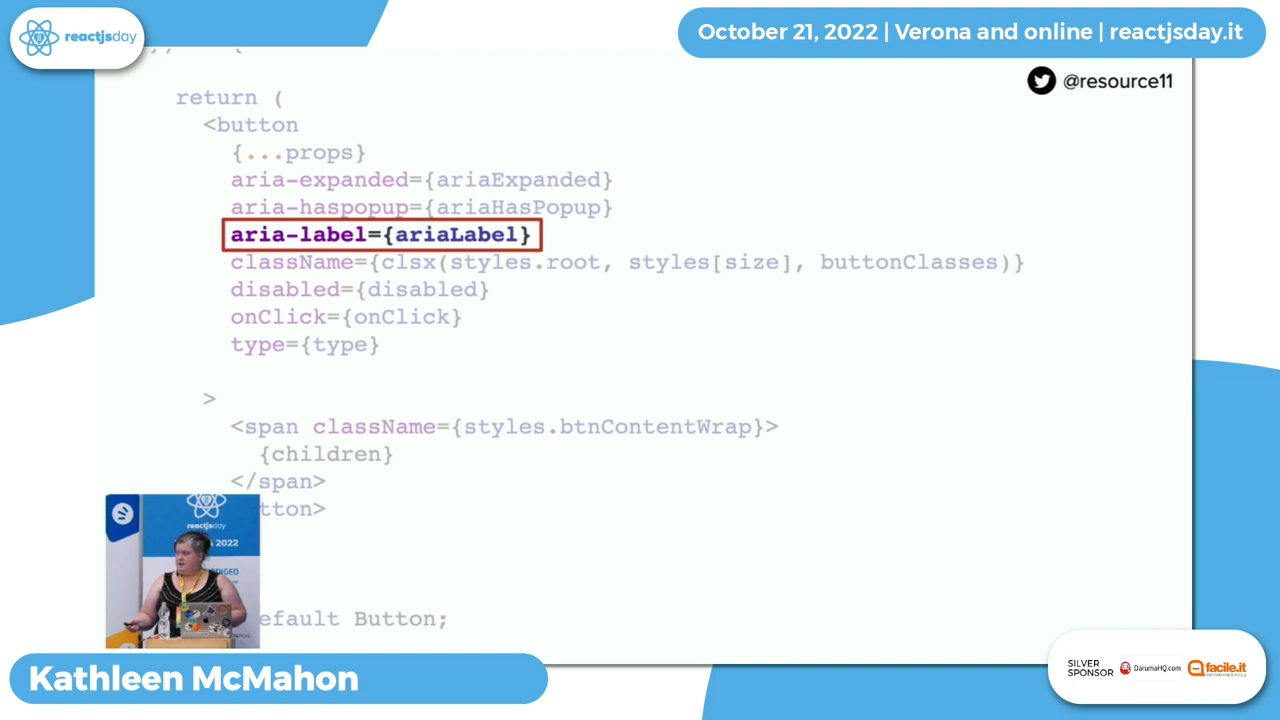 reactjsday
October 21, 2022 | Verona and online | reactjsday.it
@resource11
return (
<button
{...props}
aria-expanded={ariaExpanded}
aria-haspopup={ariaHasPopup}
aria-label={ariaLabel}
className={clsx(styles.root, styles[size], buttonClasses)}
disabled={disabled}
onClick={onClick}
type={type}
>
<span className={styles.btnContentWrap}>
{children}
</span>
tton>
efault Button;
reactjsday
2022
Kathleen McMahon
SILVER
SPONSOR
DarumaHQ.com
facile.it